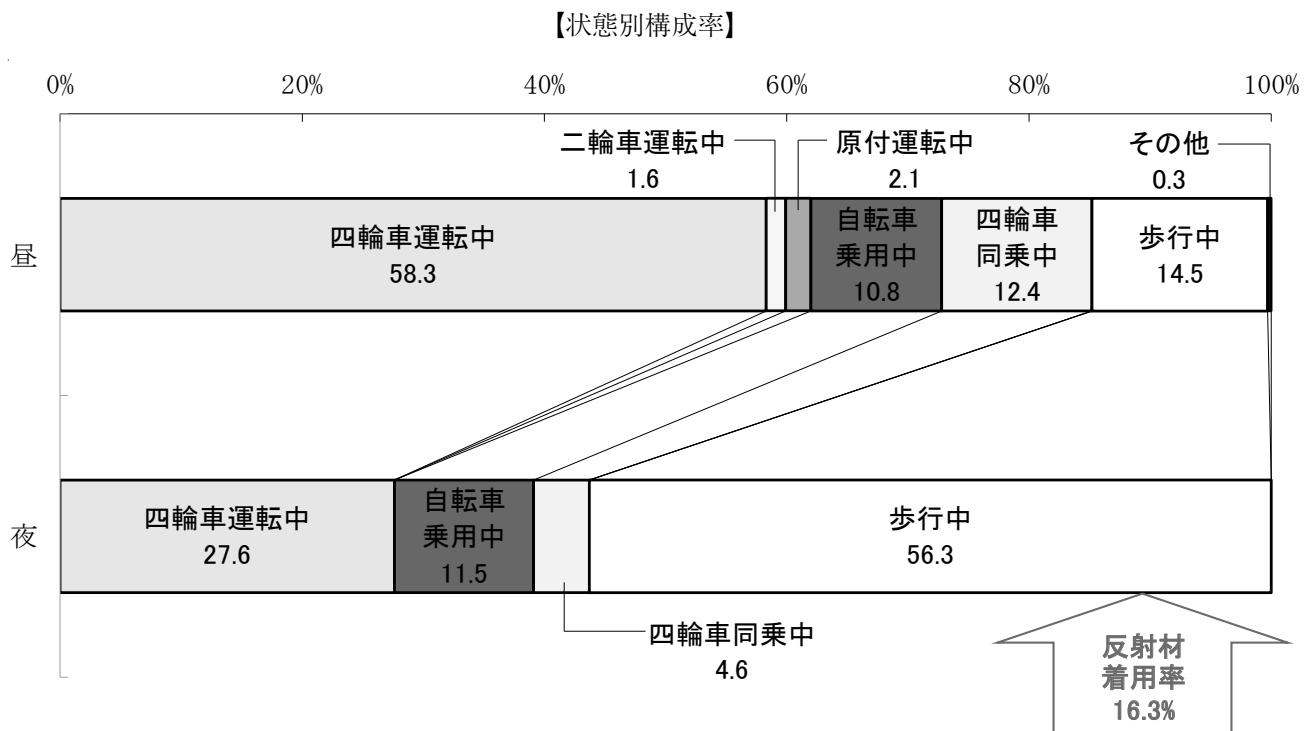 【状態別構成率】
0%
20%
40%
60%
80%
100%
二輪車運転中
1.6
原付運転中
2.1
その他
0.3
昼
四輪車運転中
58.3
自転車
乗用中
10.8
四輪車
同乗中
12.4
歩行中
14.5
夜
四輪車運転中
27.6
自転車
乗用中
11.5
歩行中
56.3
四輪車同乗中
4.6
反射材
着用率
16.3%